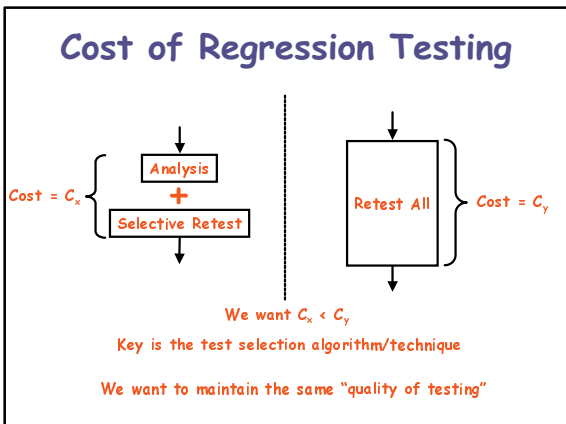 Cost of Regression Testing
Analysis
Cost = Cx
+
Selective Retest
Retest All
Cost = Cy
We want Cx < Cy
Key is the test selection algorithm/technique
We want to maintain the same “quality of testing”